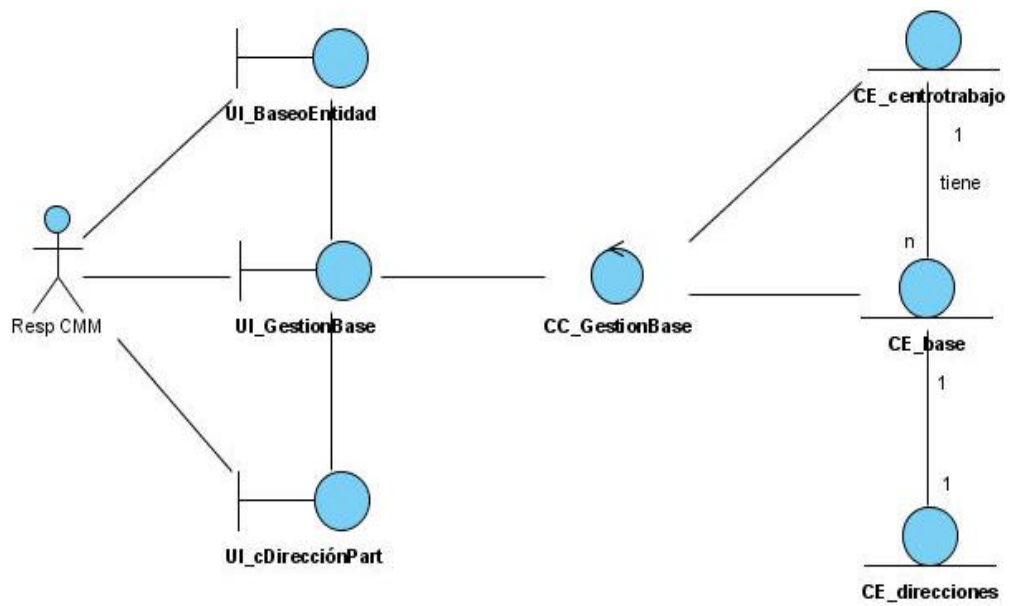 UI_BaseoEntidad
CE_centrotrabajo
1
tiene
n
Resp CMM
UI_GestionBase
CC_GestionBase
CE_base
1
1
UI_cDirecciónPart
CE_direcciones